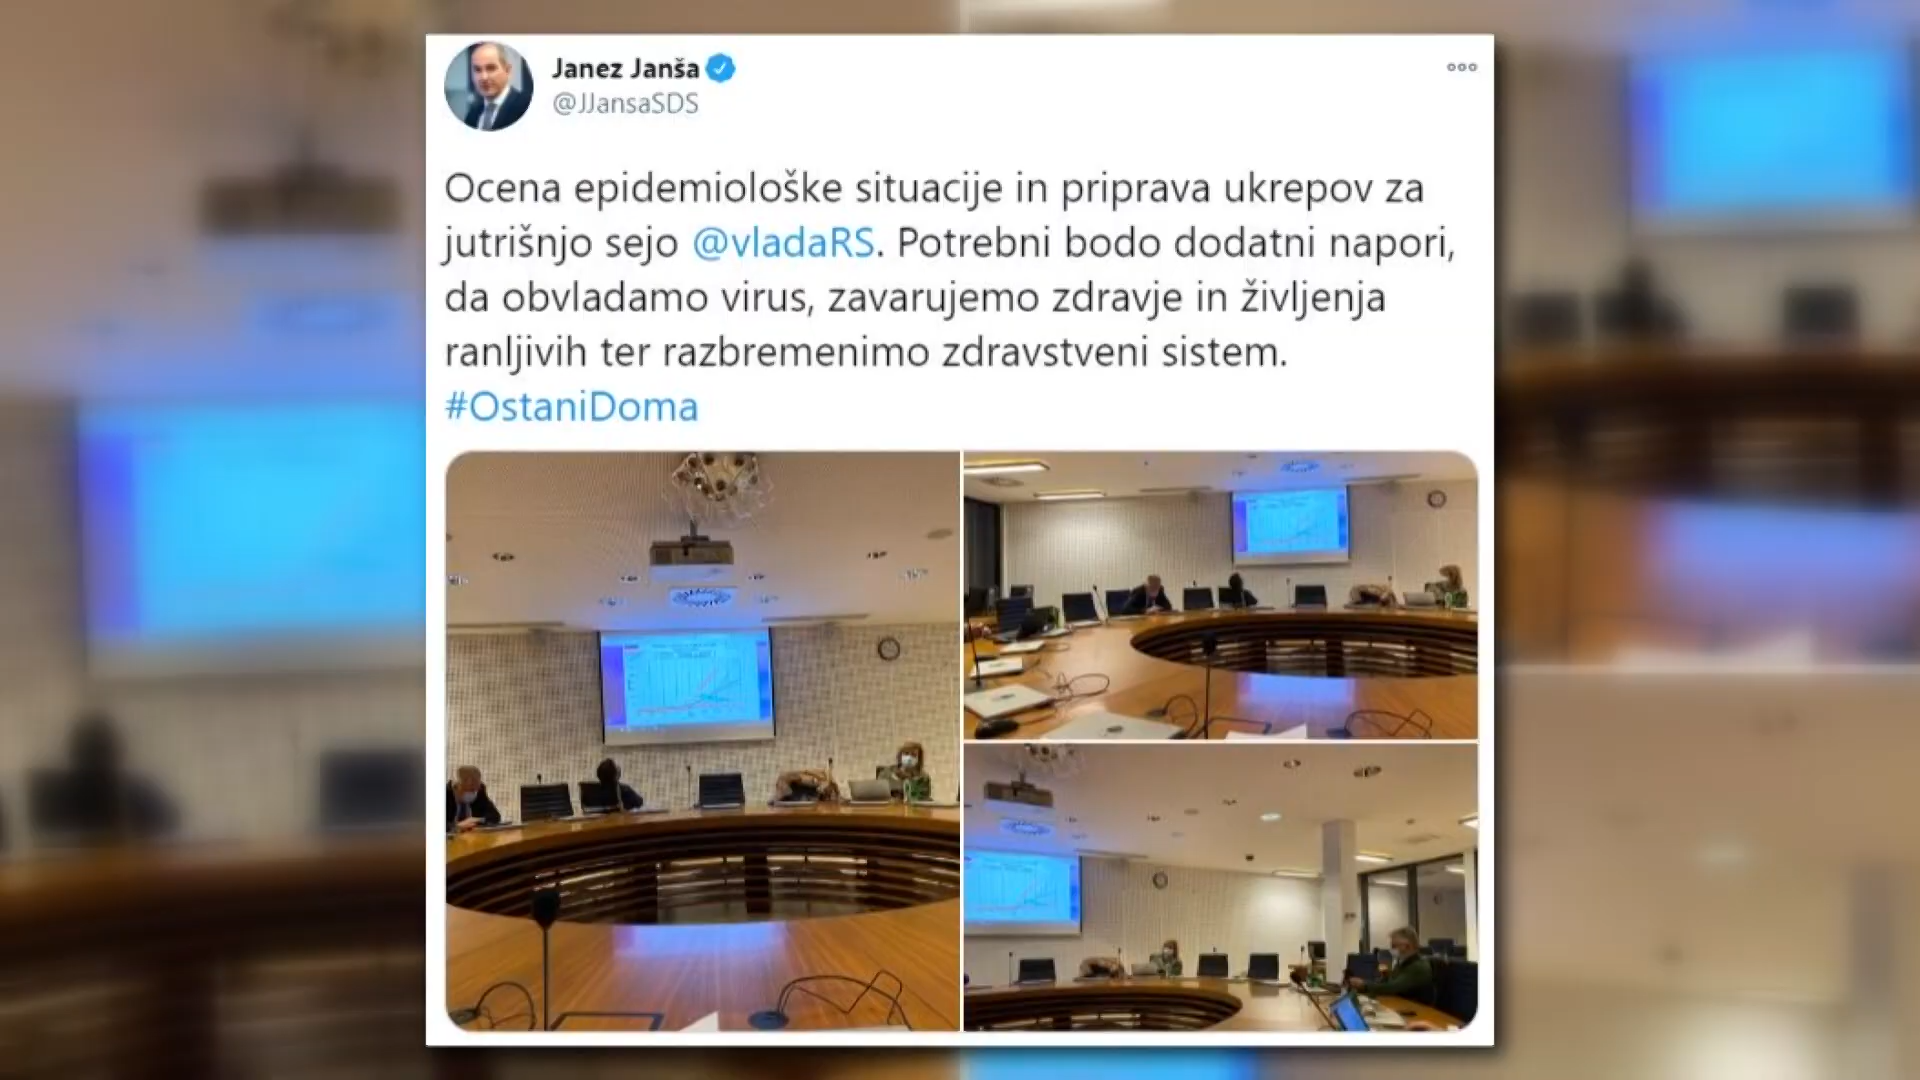 Janez Janša
@JJansaSDS
Ocena epidemiološke situacije in priprava ukrepov za
jutrišnjo sejo @vladaRS. Potrebni bodo dodatni napori,
da obvladamo virus, zavarujemo zdravje in življenja
ranljivih ter razbremenimo zdravstveni sistem.
#OstaniDoma